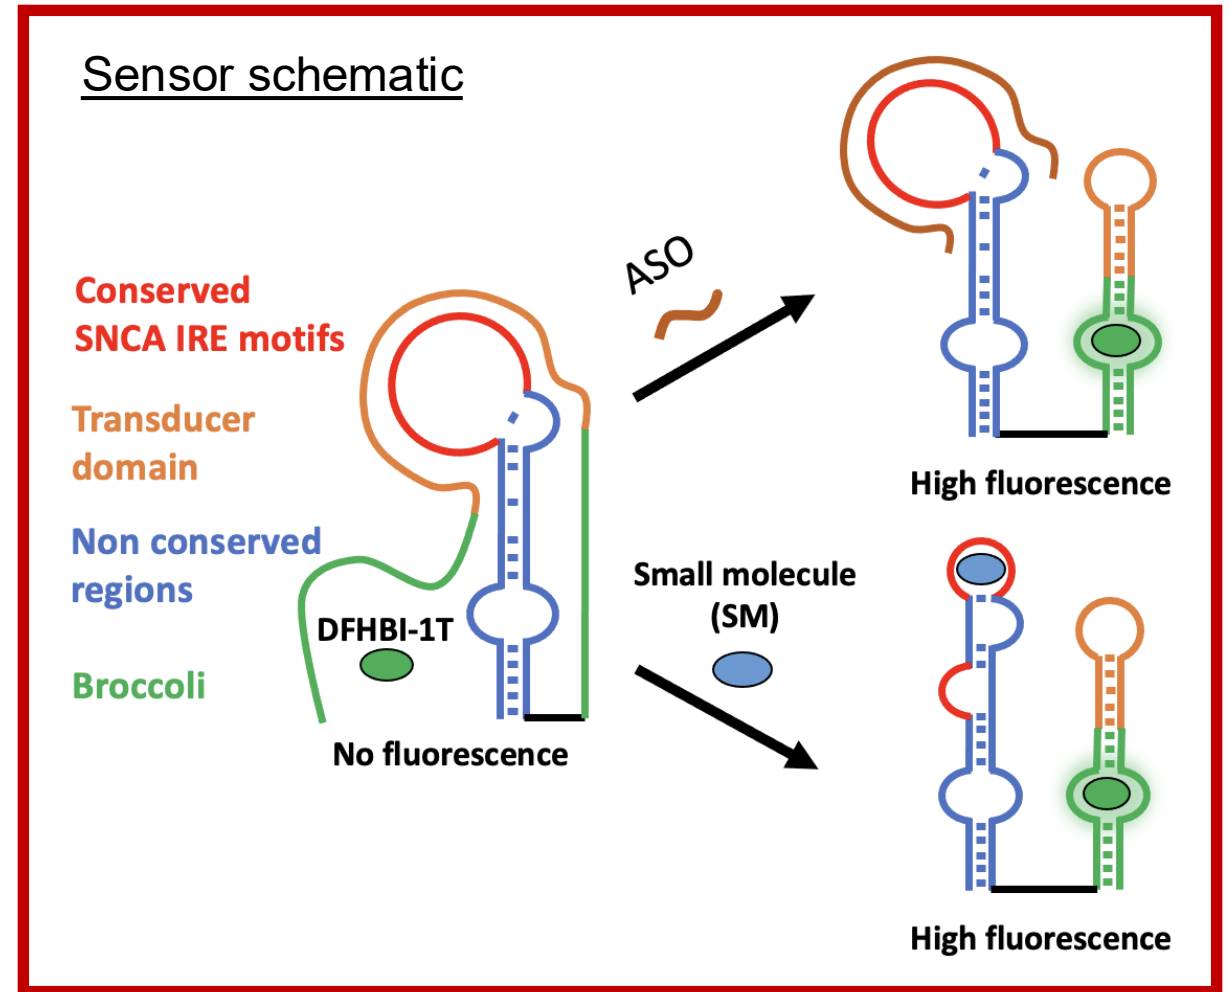 Sensor schematic
Conserved
SNCA IRE motifs
Transducer
domain
Non conserved
regions
Broccoli
DFHBI-1T
No fluorescence
ASO
Small molecule
(SM)
High fluorescence
High fluorescence